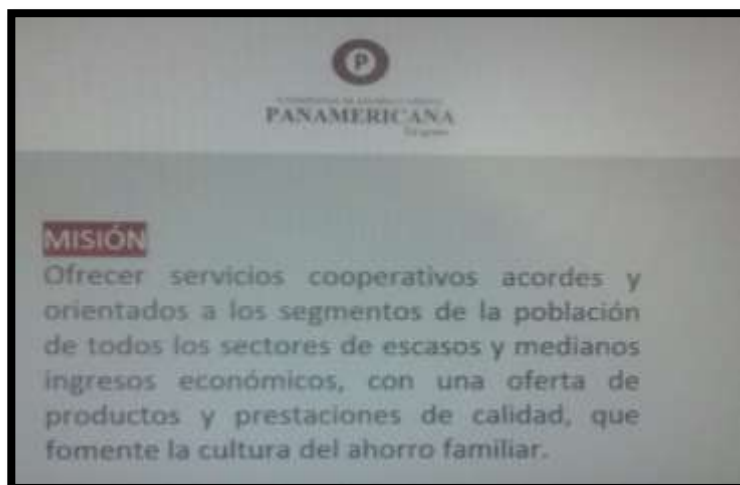 P
PANAMERICANA
MISIÓN
Ofrecer servicios cooperativos acordes y
orientados a los segmentos de la población
de todos los sectores de escasos y medianos
ingresos económicos, con una oferta de
productos y prestaciones de calidad, que
fomente la cultura del ahorro familiar.